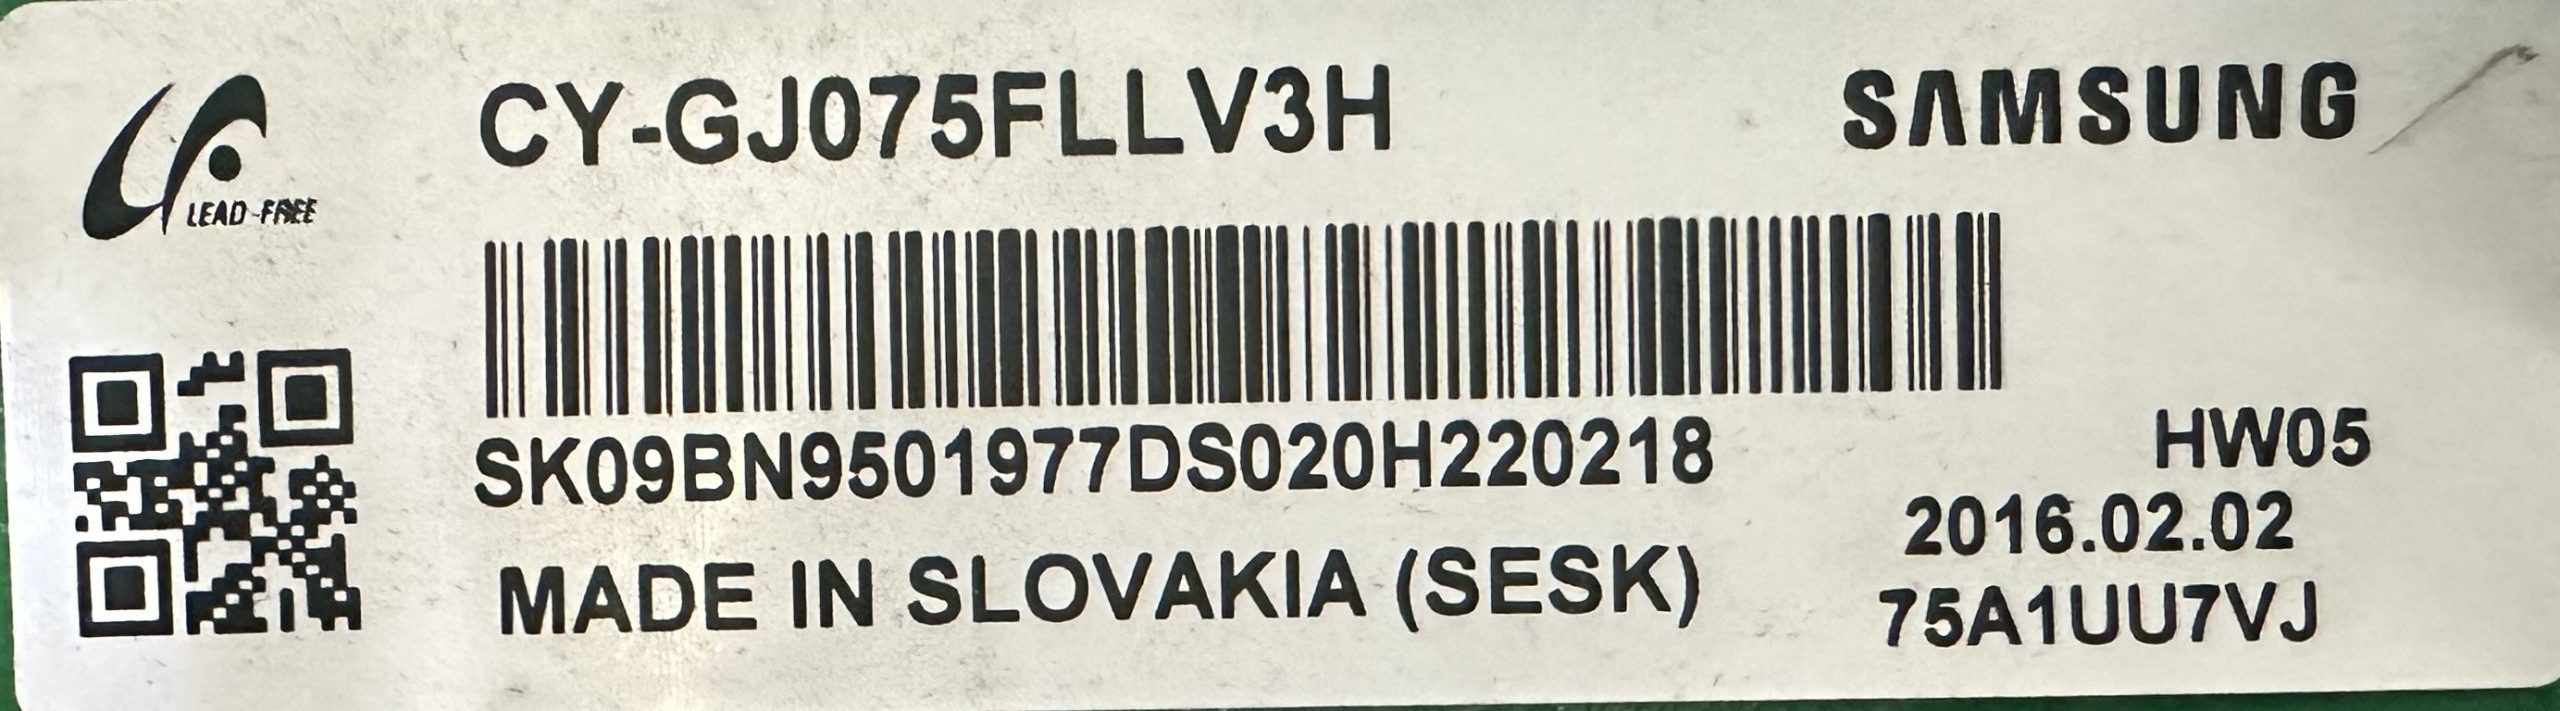 CY-GJ075FLLV3H
SAMSUNG
LEAD-FREE
SK09BN9501977DS020H220218
HW05
2016.02.02
MADE IN SLOVAKIA (SESK)
75A1UU7VJ